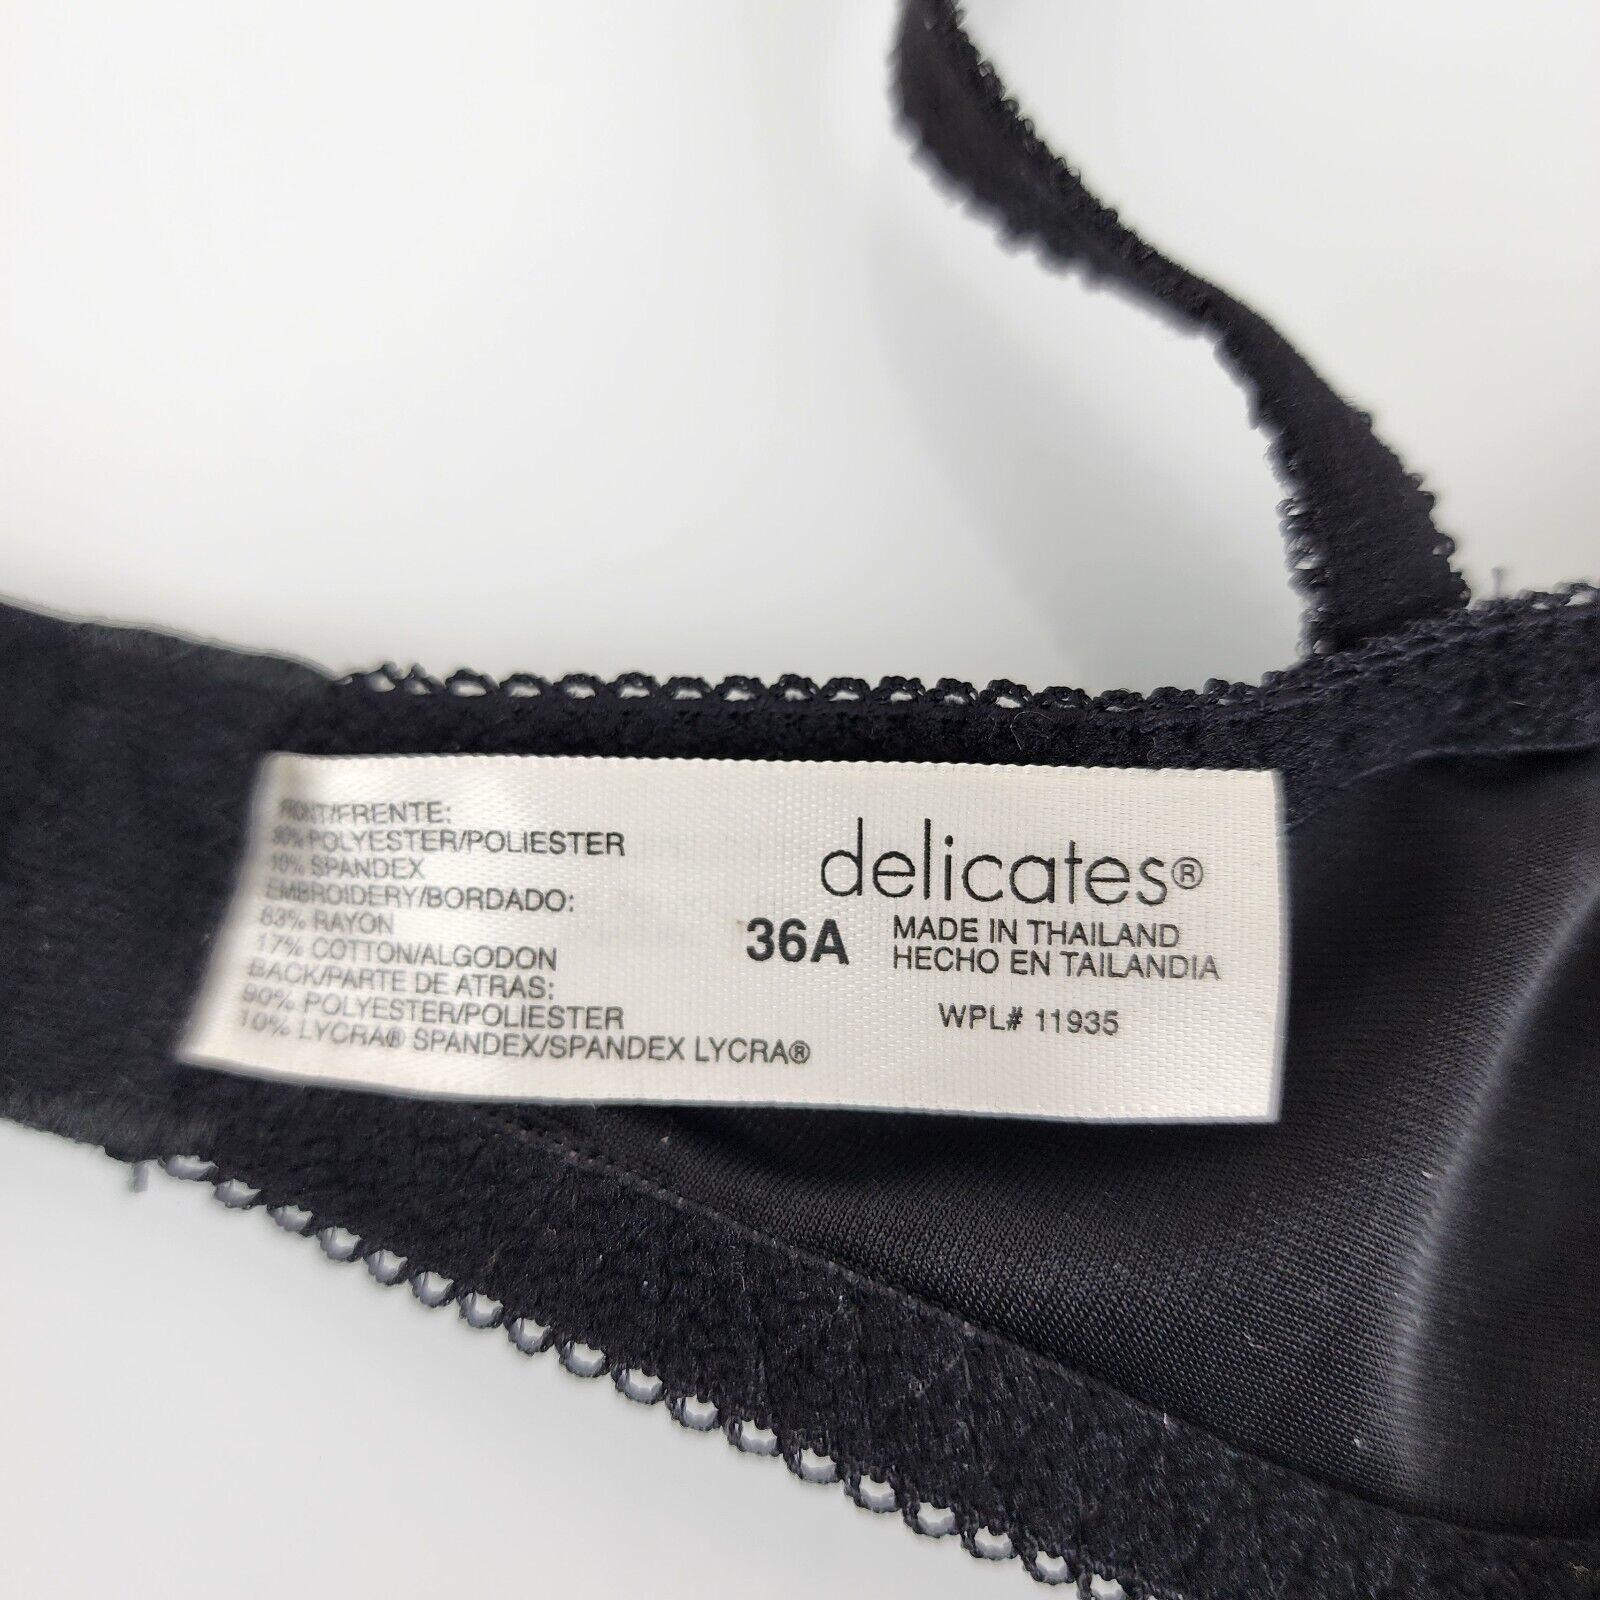 FRONT/FRENTE:
90% POLYESTER/POLIESTER
10% SPANDEX
EMBROIDERY/BORDADO:
83% RAYON
17% COTTON/ALGODON
BACK/PARTE DE ATRAS:
90% POLYESTER/POLIESTER
10% LYCRA® SPANDEX/SPANDEX LYCRA®
delicates®
36A
MADE IN THAILAND
HECHO EN TAILANDIA
WPL# 11935